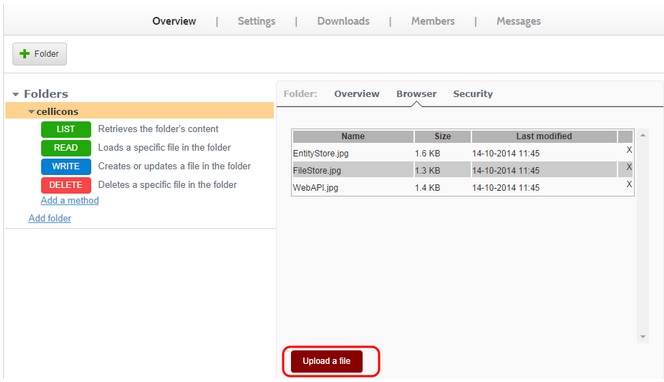 Overview | Settings | Downloads | Members | Messages
Folder
Folders
cellicons
LIST Retrieves the folder's content
READ Loads a specific file in the folder
WRITE Creates or updates a file in the folder
DELETE Deletes a specific file in the folder
Add a method
Add folder
Folder: Overview Browser Security
Name Size Last modified
EntityStore.jpg 1.6 KB 14-10-2014 11:45 X
FileStore.jpg 1.3 KB 14-10-2014 11:45 X
WebAPI.jpg 1.4 KB 14-10-2014 11:45 X
Upload a file